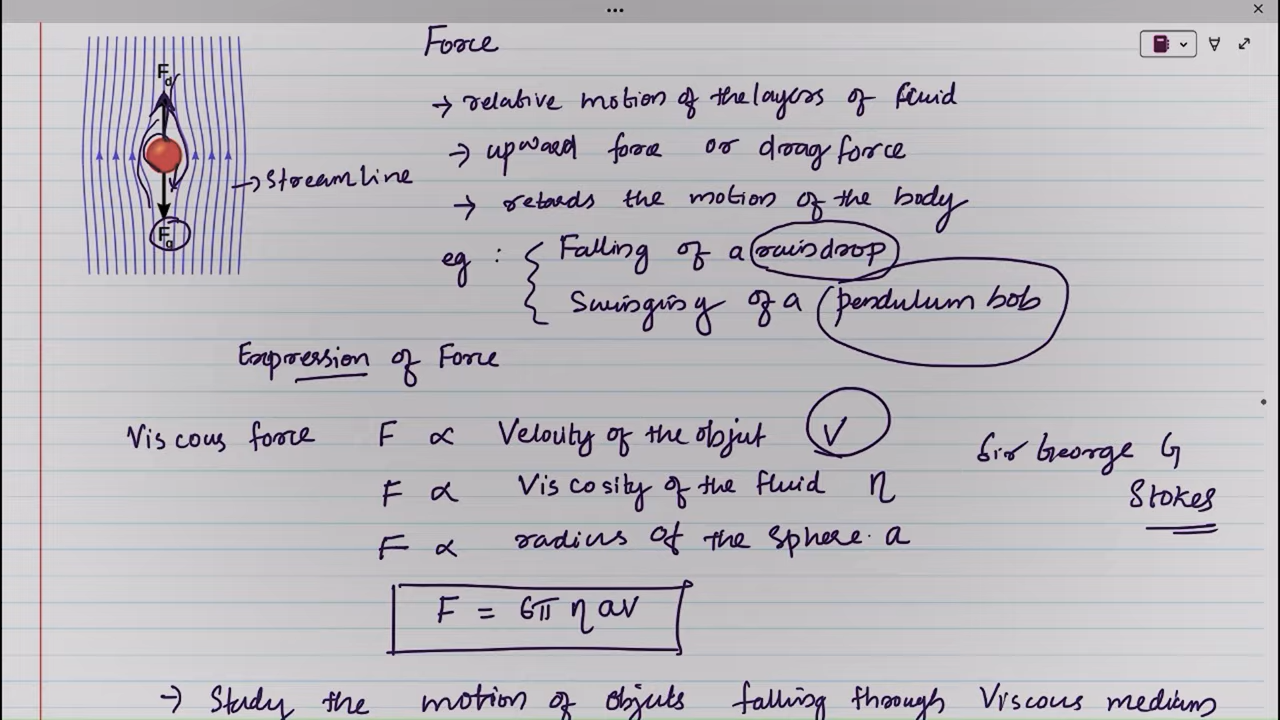 Force
Fd
→ relative motion of the layers of fluid
→ upward force or drag force
→ Streamline
→ retards the motion of the body
Fg
eg : { Falling of a raindrop
Swinging of a pendulum bob
Expression of Force
Viscous force F ∝ Velocity of the object V
Sir George G
F ∝ Viscosity of the fluid η
Stokes
F ∝ radius of the sphere. a
F = 6π η av
→ Study the motion of objects falling through Viscous medium